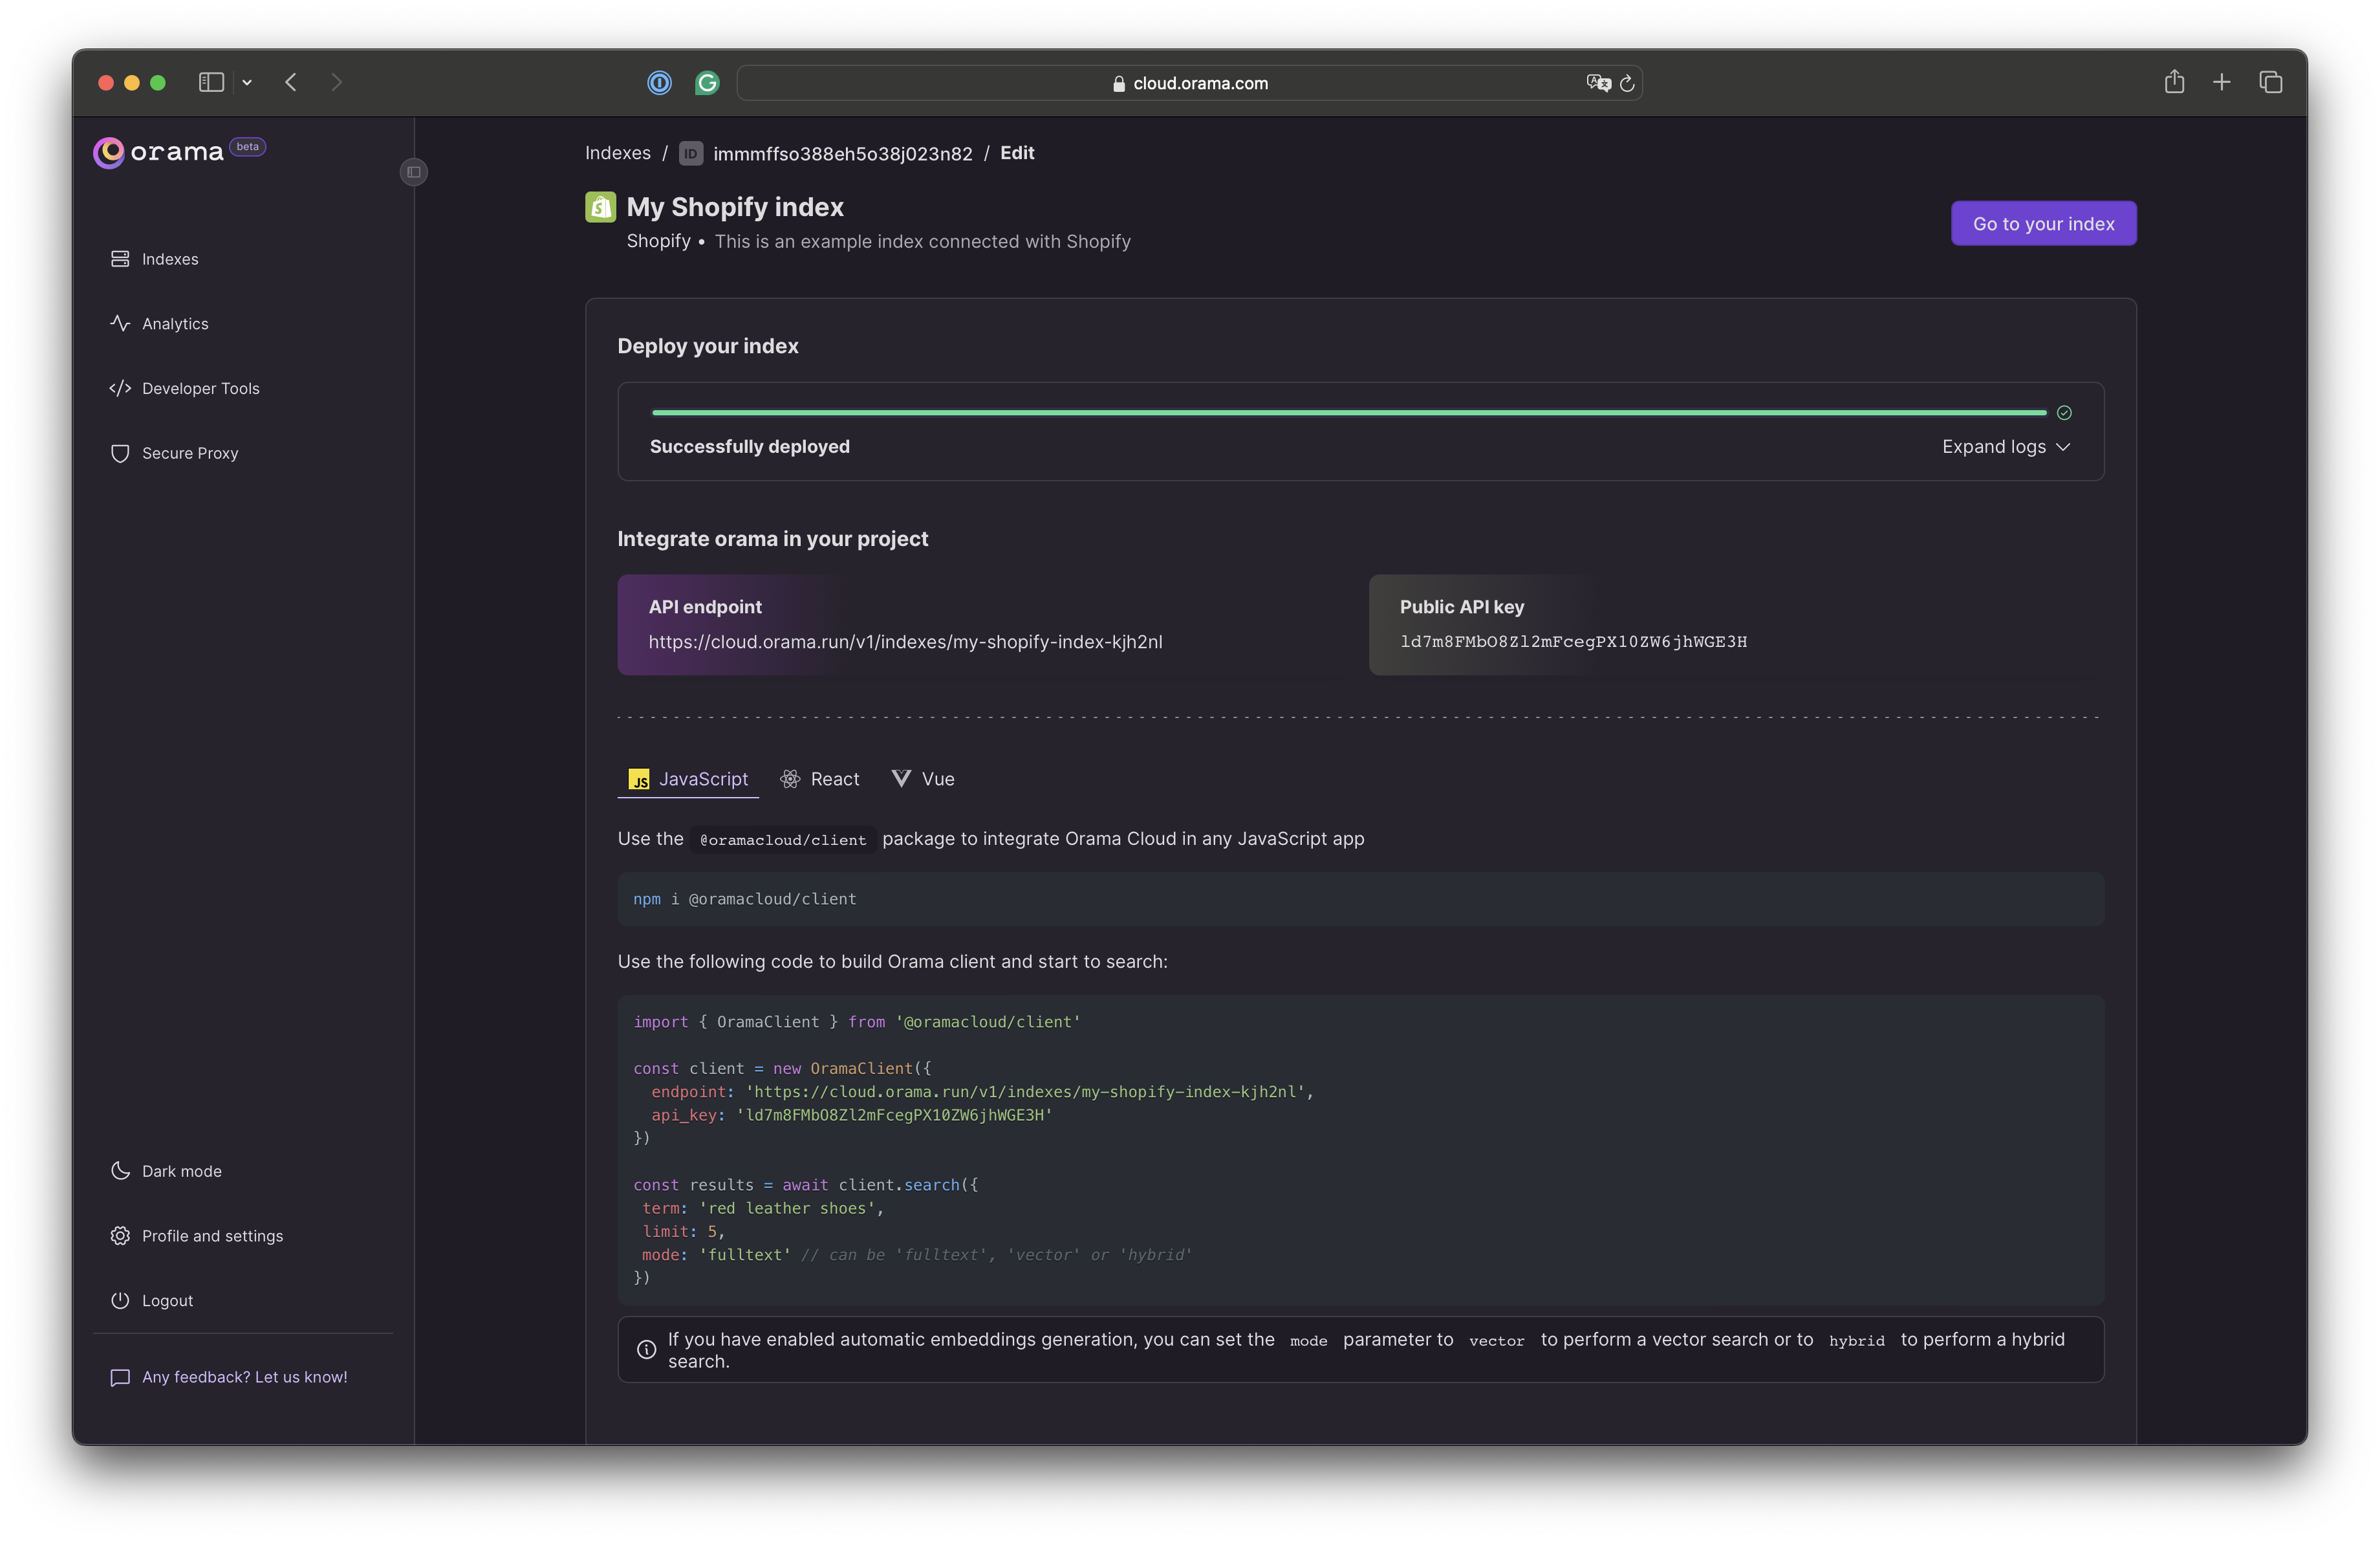 cloud.orama.com
orama beta
Indexes
Analytics
Developer Tools
Secure Proxy
Dark mode
Profile and settings
Logout
Any feedback? Let us know!
Indexes / ID immmffso388eh5o38j023n82 / Edit
My Shopify index
Shopify • This is an example index connected with Shopify
Go to your index
Deploy your index
Successfully deployed
Expand logs
Integrate orama in your project
API endpoint
https://cloud.orama.run/v1/indexes/my-shopify-index-kjh2nl
Public API key
ld7m8FMbO8Zl2mFcegPX10ZW6jhWGE3H
JS JavaScript React Vue
Use the @oramacloud/client package to integrate Orama Cloud in any JavaScript app
npm i @oramacloud/client
Use the following code to build Orama client and start to search:
import { OramaClient } from '@oramacloud/client'
const client = new OramaClient({
endpoint: 'https://cloud.orama.run/v1/indexes/my-shopify-index-kjh2nl',
api_key: 'ld7m8FMbO8Zl2mFcegPX10ZW6jhWGE3H'
})
const results = await client.search({
term: 'red leather shoes',
limit: 5,
mode: 'fulltext' // can be 'fulltext', 'vector' or 'hybrid'
})
If you have enabled automatic embeddings generation, you can set the mode parameter to vector to perform a vector search or to hybrid to perform a hybrid
search.